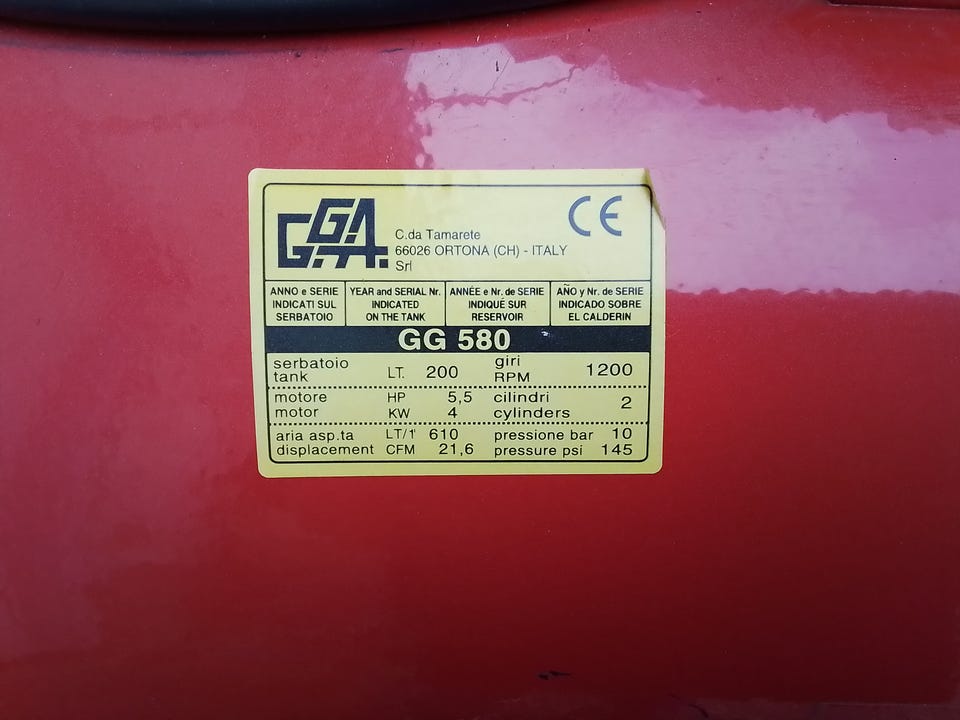 GGA
C.da Tamarete
66026 ORTONA (CH) - ITALY
Srl
CE
ANNO e SERIE
INDICATI SUL
SERBATOIO
YEAR and SERIAL Nr.
INDICATED
ON THE TANK
ANNÉE e Nr. de SERIE
INDIQUÉ SUR
RESERVOIR
AÑO y Nr. de SERIE
INDICADO SOBRE
EL CALDERIN
GG 580
serbatoio
tank LT. 200
giri
RPM 1200
motore HP 5,5
motor KW 4
cilindri
cylinders 2
aria asp.ta LT/1' 610
displacement CFM 21,6
pressione bar 10
pressure psi 145